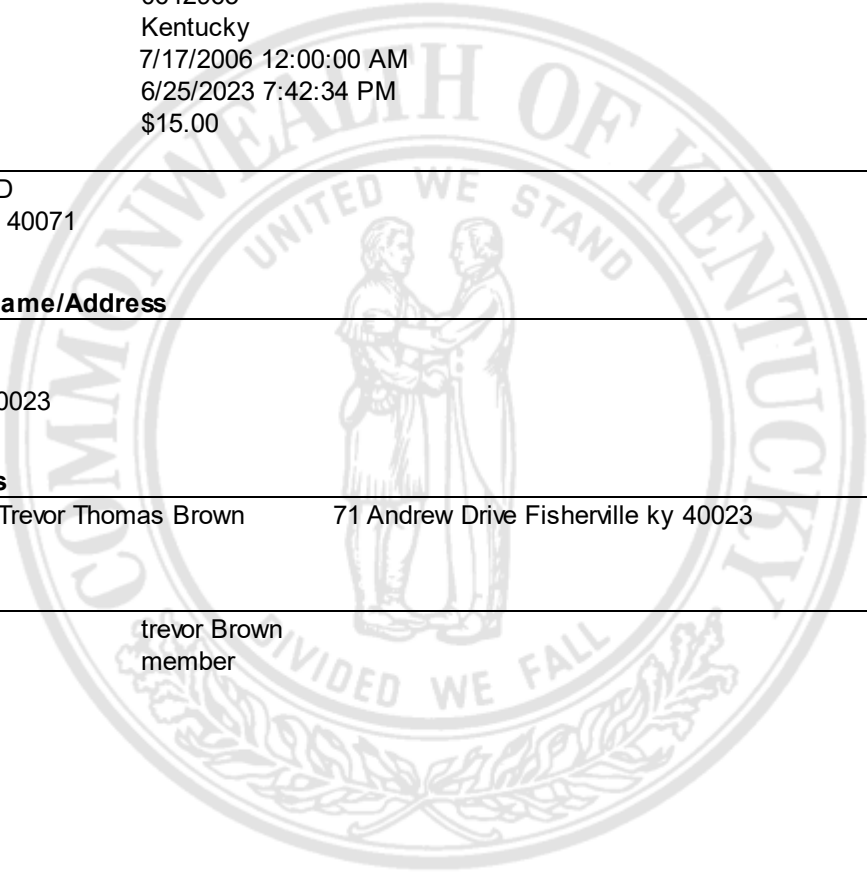 Kentucky
7/17/2006 12:00:00 AM
6/25/2023 7:42:34 PM
$15.00
D
40071
ame/Address
0023
s
Trevor Thomas Brown 71 Andrew Drive Fisherville ky 40023
trevor Brown
member
COMMONWEALTH OF KENTUCKY
UNITED WE STAND
DIVIDED WE FALL